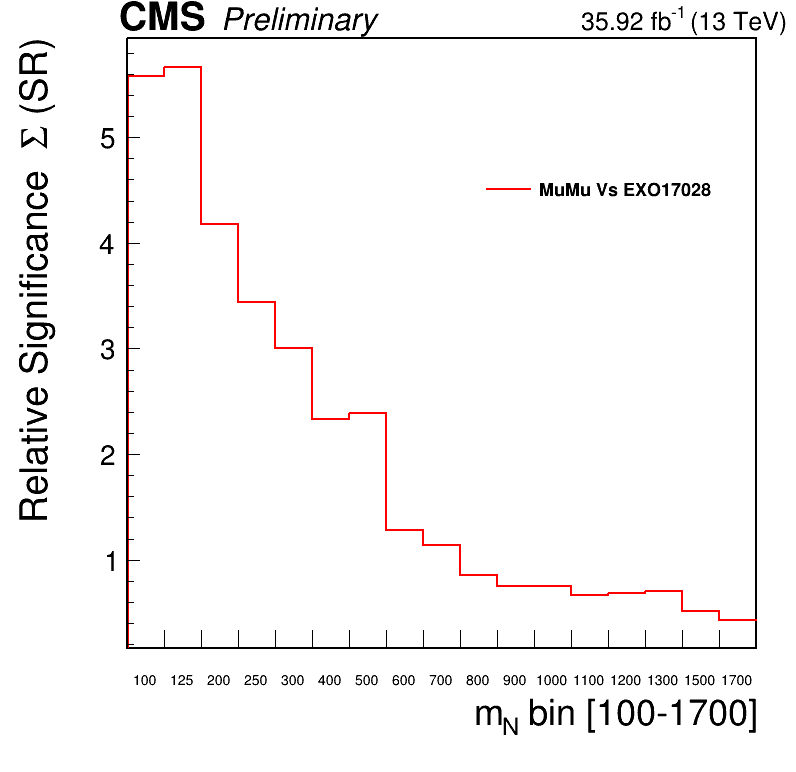 CMS Preliminary 35.92 fb⁻¹ (13 TeV)
Relative Significance Σ (SR)
5
4
3
2
1
MuMu Vs EXO17028
100 125 200 250 300 400 500 600 700 800 900 1000 1100 1200 1300 1500 1700
m_N bin [100-1700]